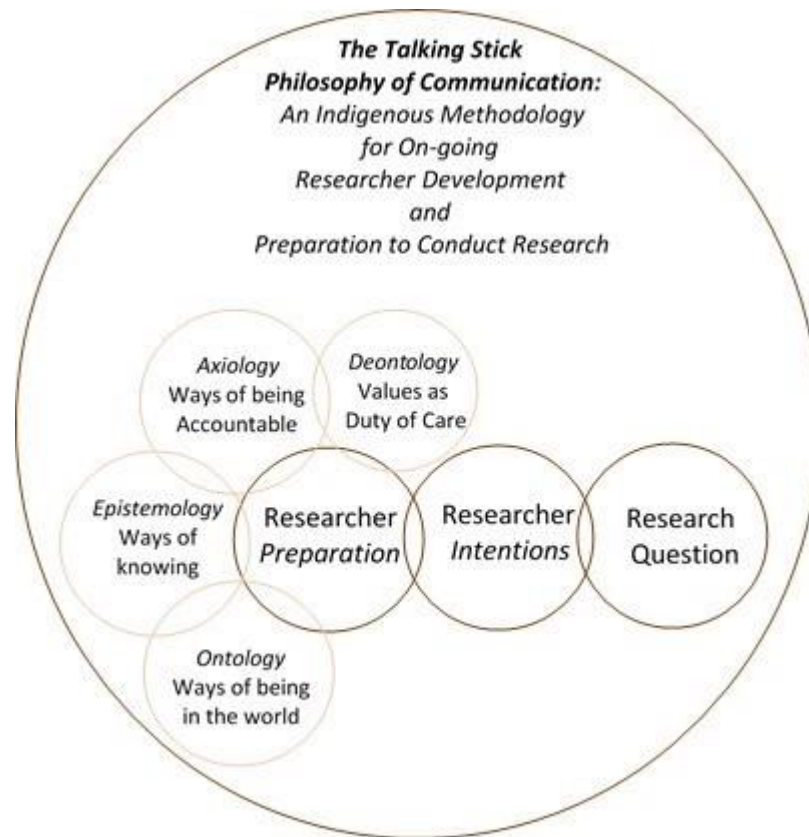 The Talking Stick
Philosophy of Communication:
An Indigenous Methodology
for On-going
Researcher Development
and
Preparation to Conduct Research
Axiology
Ways of being
Accountable
Deontology
Values as
Duty of Care
Epistemology
Ways of
knowing
Researcher
Preparation
Researcher
Intentions
Research
Question
Ontology
Ways of being
in the world